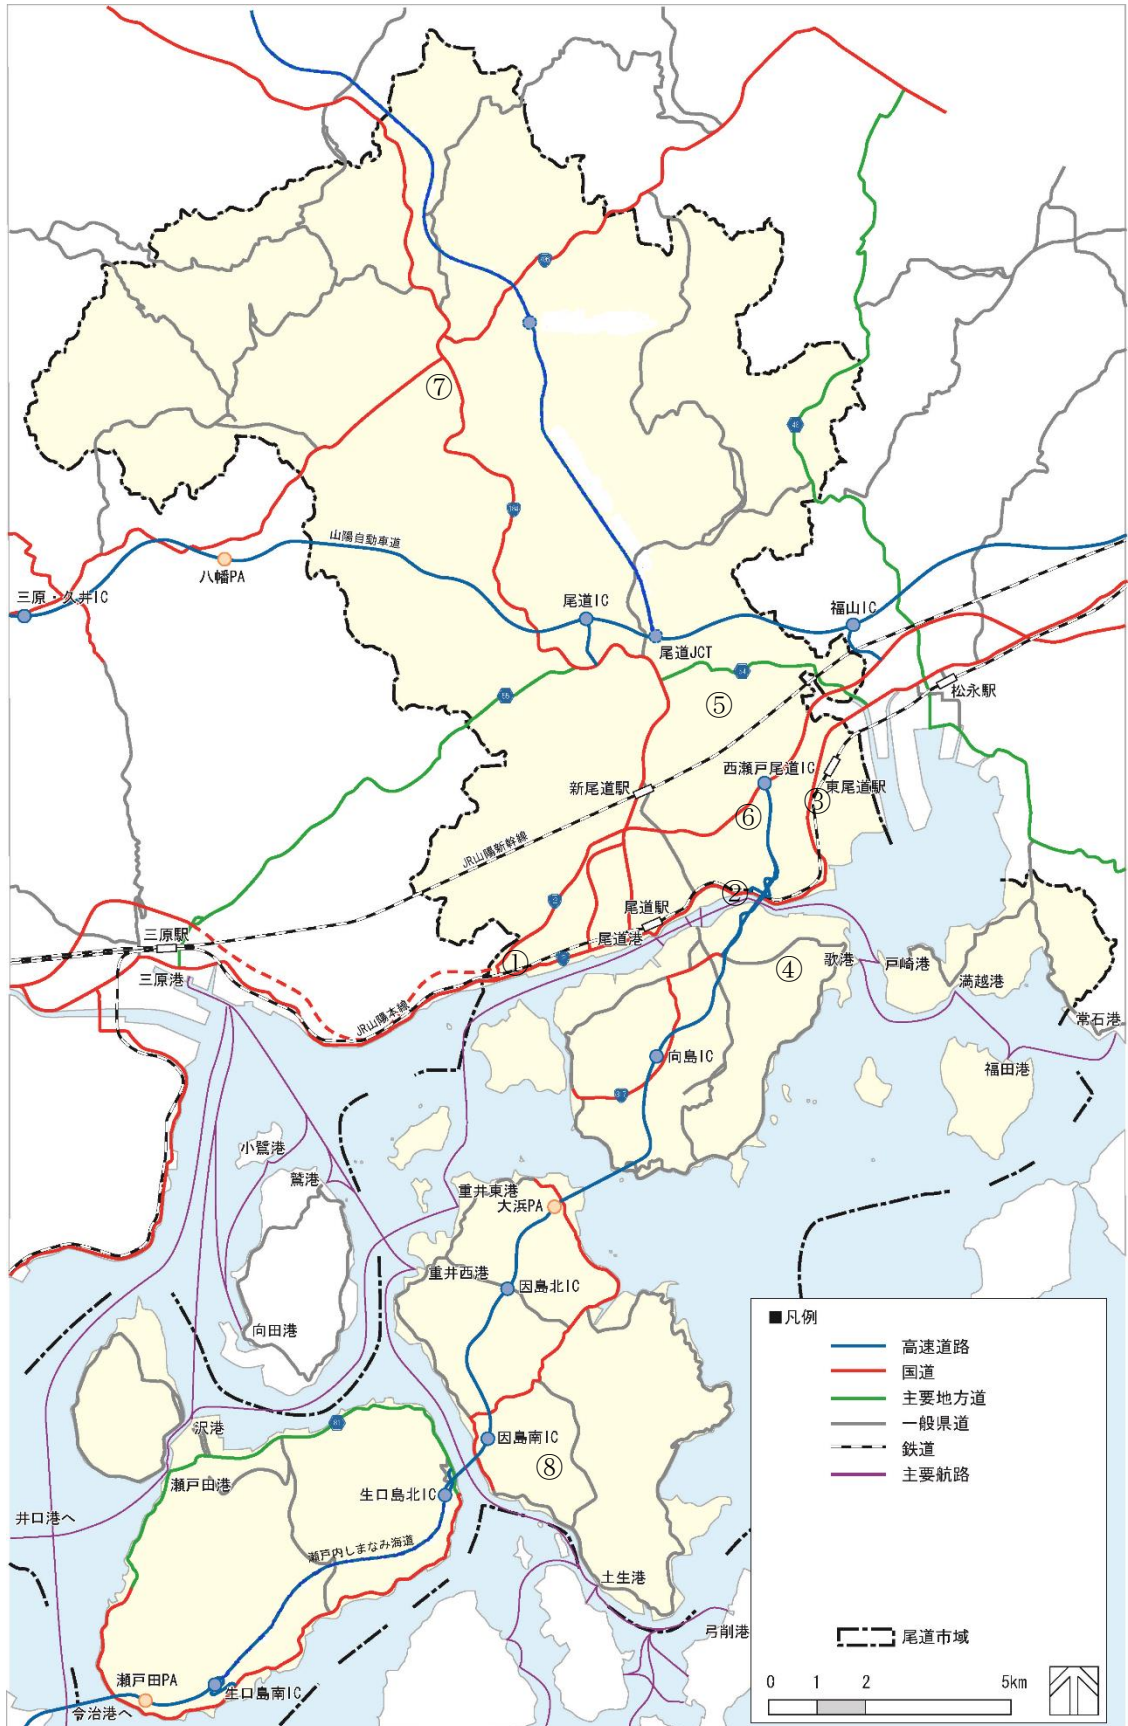 ⑦
184
山陽自動車道
八幡PA
三原・久井IC
尾道IC
福山IC
尾道JCT
松永駅
⑤
西瀬戸尾道IC
東尾道駅
新尾道駅
③
⑥
JR山陽新幹線
②
2
尾道駅
尾道港
三原駅
①
2
④
歌港
戸崎港
三原港
満越港
JR山陽本線
常石港
向島IC
福田港
小鷺港
鷲港
重井東港
大浜PA
重井西港
因島北IC
向田港
■凡例
高速道路
国道
主要地方道
一般県道
鉄道
主要航路
沢港
因島南IC
⑧
瀬戸田港
生口島北IC
井口港へ
瀬戸内しまなみ海道
土生港
弓削港
尾道市域
瀬戸田PA
生口島南IC
今治港へ
0 1 2 5km